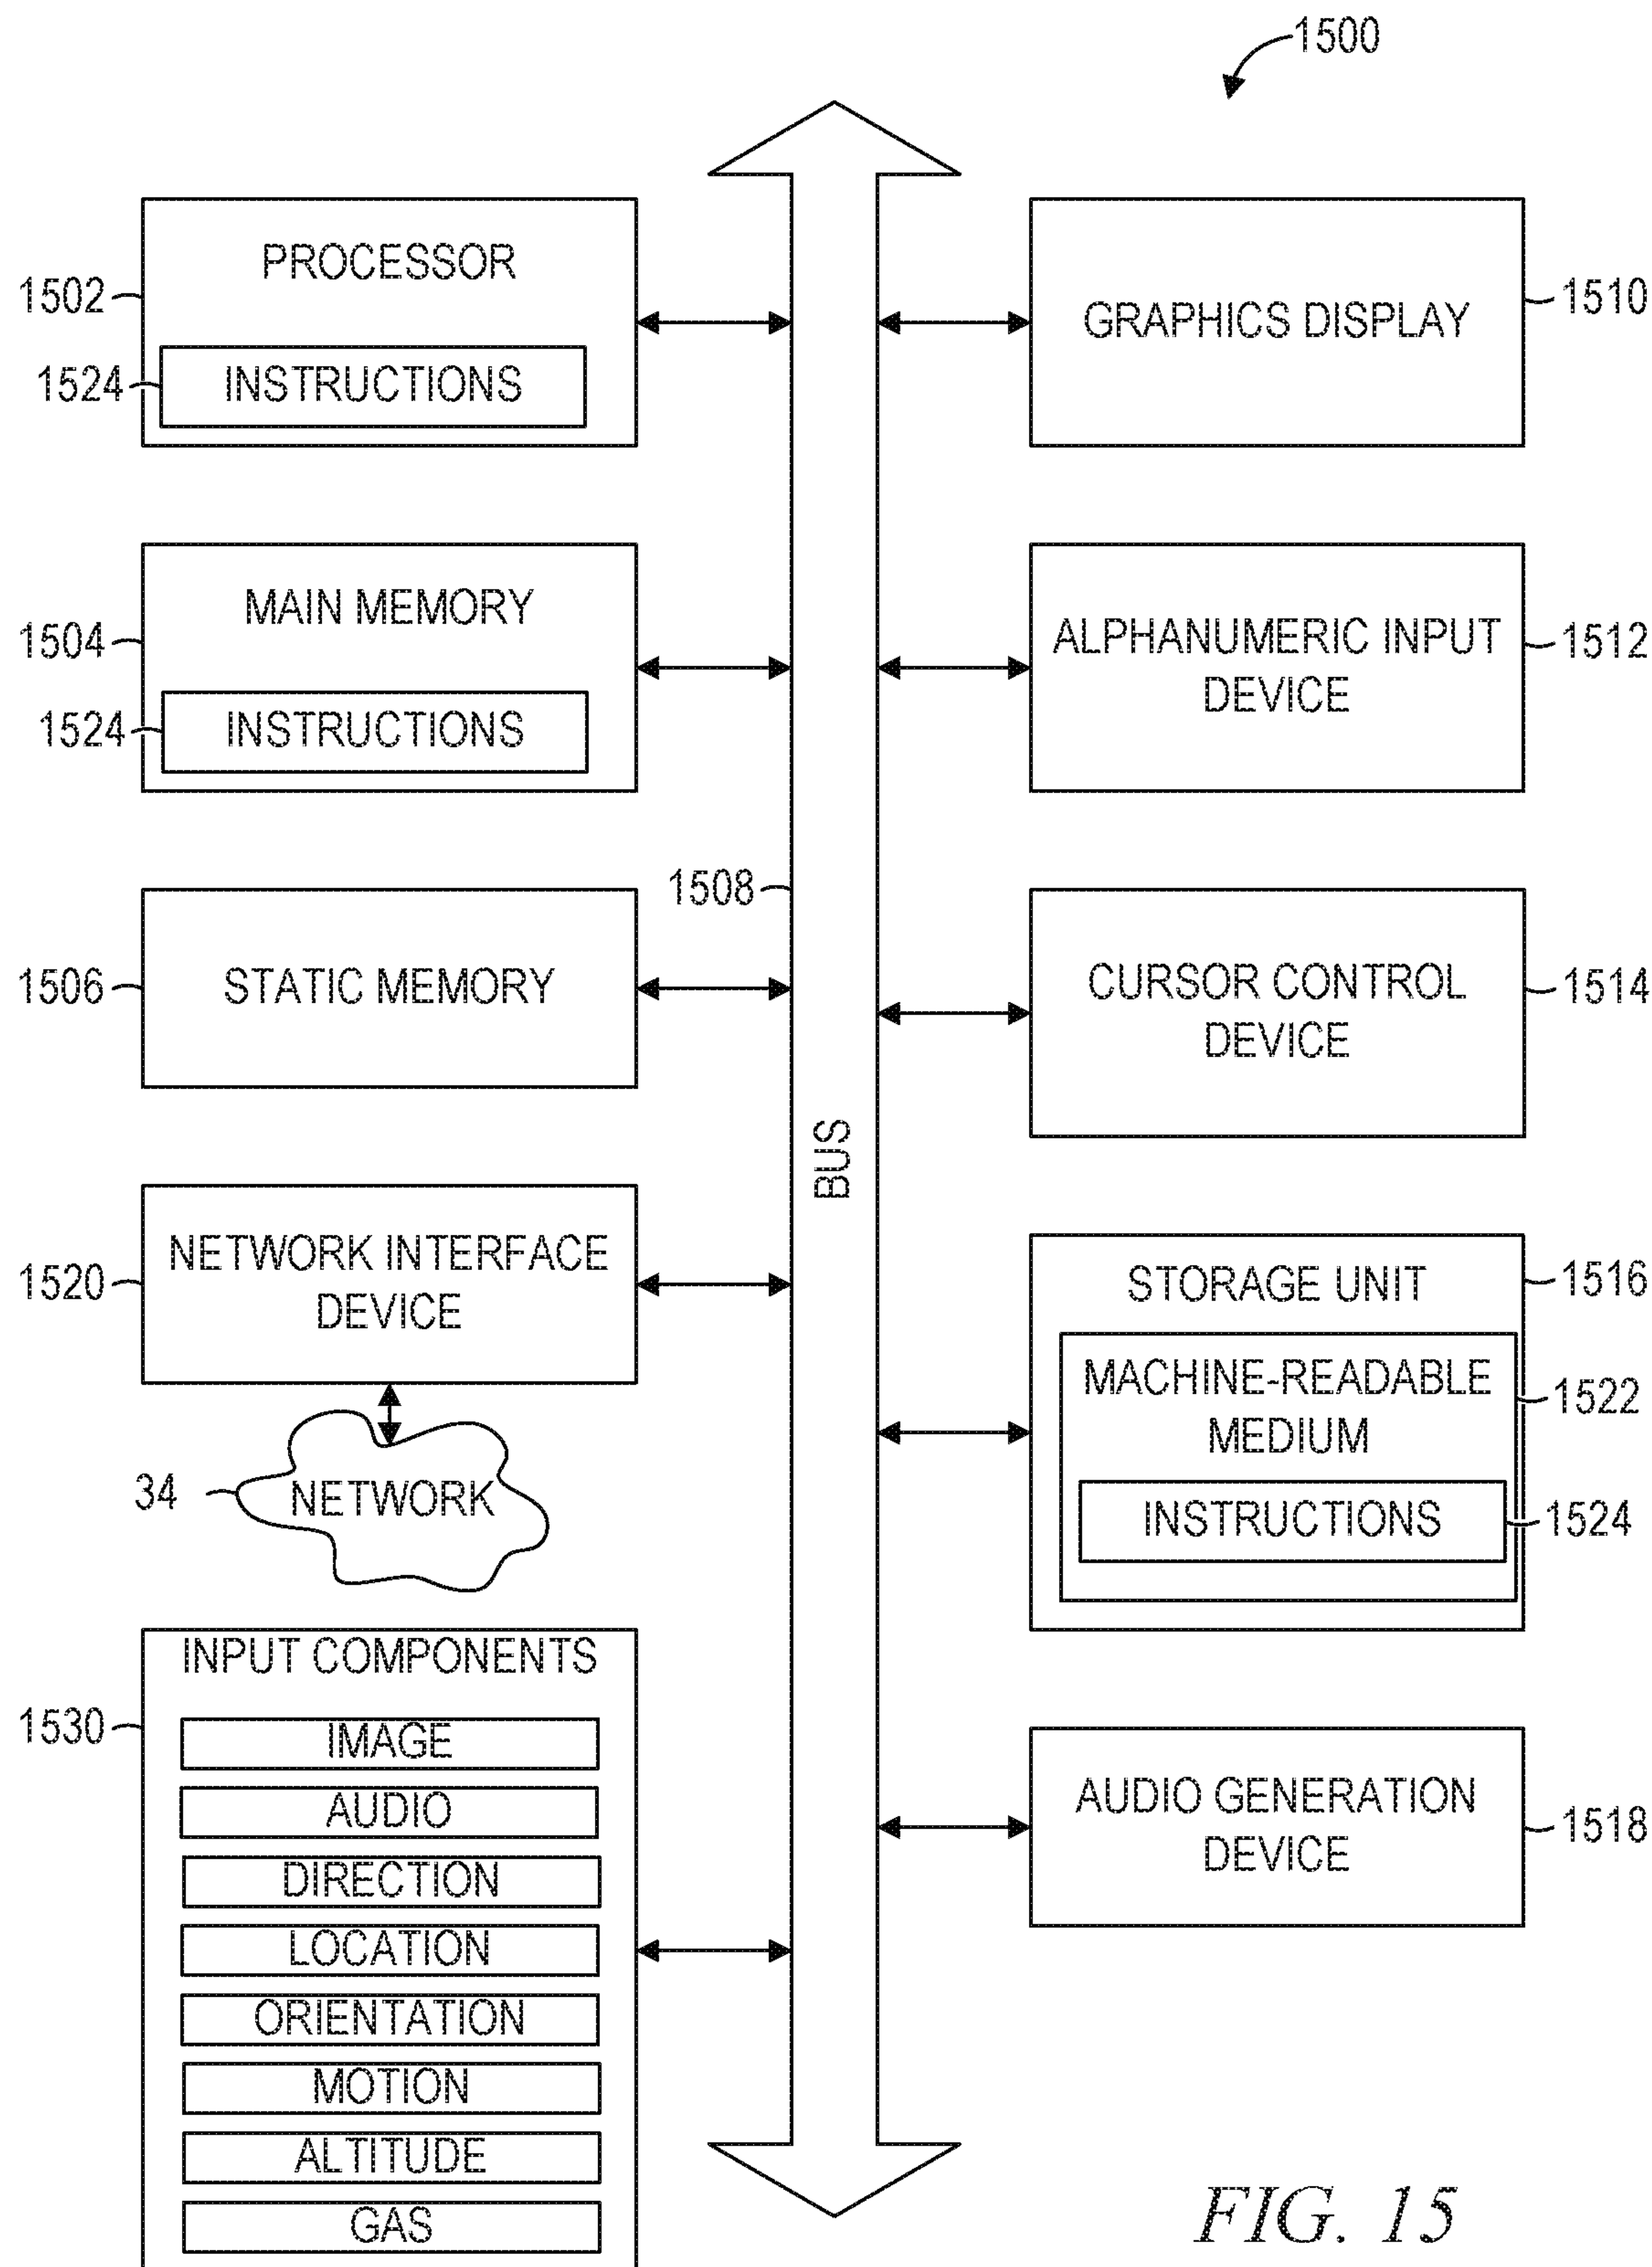 1500
PROCESSOR
1502
1524
INSTRUCTIONS
MAIN MEMORY
1504
1524
INSTRUCTIONS
STATIC MEMORY
1506
NETWORK INTERFACE
DEVICE
1520
34
NETWORK
INPUT COMPONENTS
1530
IMAGE
AUDIO
DIRECTION
LOCATION
ORIENTATION
MOTION
ALTITUDE
GAS
1508
BUS
GRAPHICS DISPLAY
1510
ALPHANUMERIC INPUT
DEVICE
1512
CURSOR CONTROL
DEVICE
1514
STORAGE UNIT
1516
MACHINE-READABLE
MEDIUM
1522
INSTRUCTIONS
1524
AUDIO GENERATION
DEVICE
1518
FIG. 15